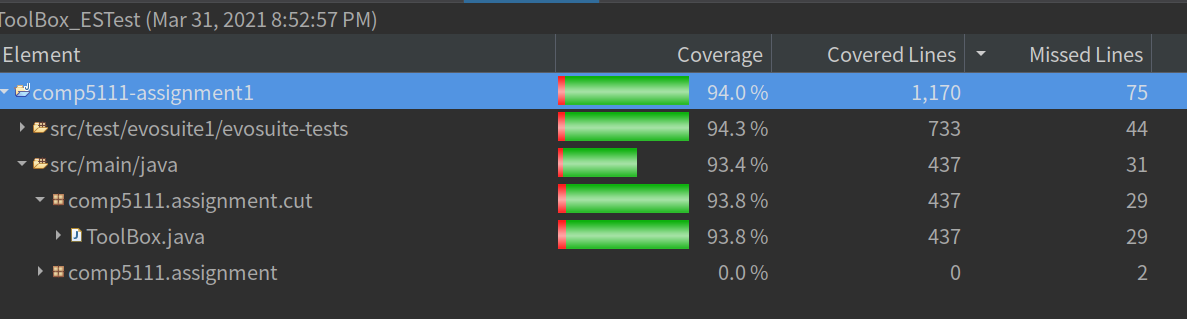 ToolBox_ESTest (Mar 31, 2021 8:52:57 PM)
Element Coverage Covered Lines Missed Lines
comp5111-assignment1 94.0 % 1,170 75
src/test/evosuite1/evosuite-tests 94.3 % 733 44
src/main/java 93.4 % 437 31
comp5111.assignment.cut 93.8 % 437 29
ToolBox.java 93.8 % 437 29
comp5111.assignment 0.0 % 0 2